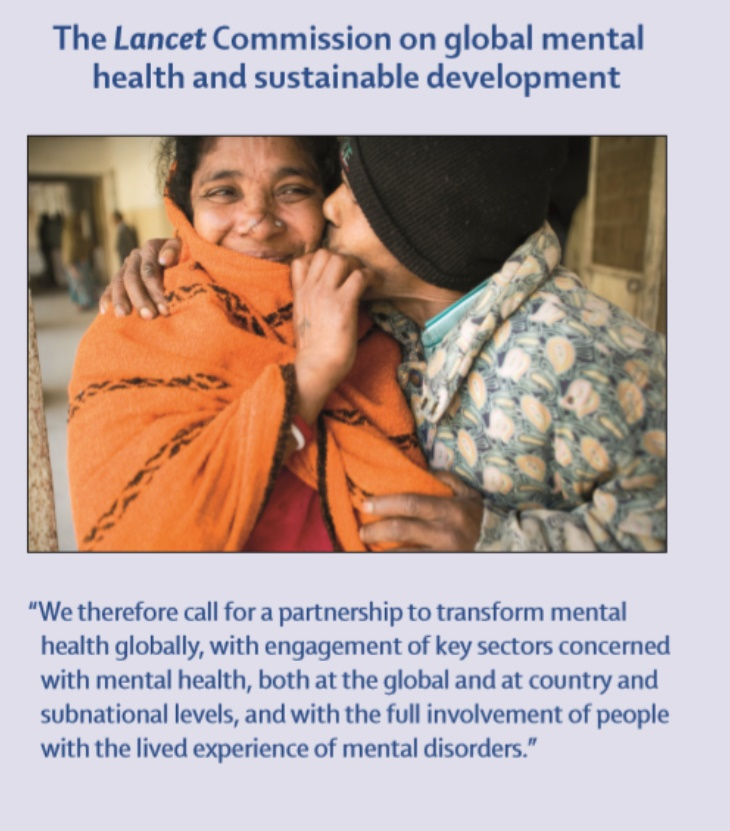 The Lancet Commission on global mental
health and sustainable development
“We therefore call for a partnership to transform mental
health globally, with engagement of key sectors concerned
with mental health, both at the global and at country and
subnational levels, and with the full involvement of people
with the lived experience of mental disorders.”